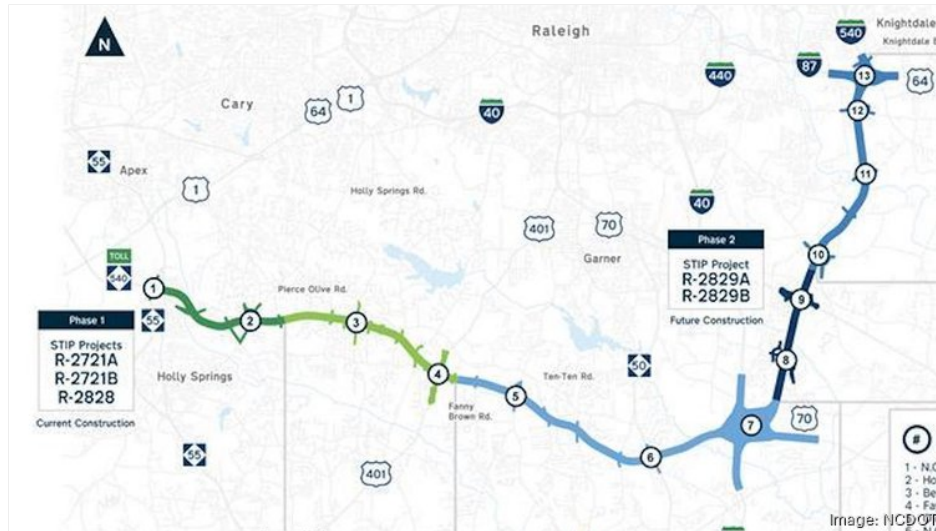 N
Raleigh
Knightdale
540
Knightdale B
87
440
13
64
Cary
64
1
40
12
55
Apex
1
Holly Springs Rd.
40
11
401
70
Phase 2
STIP Project
R-2829A
R-2829B
Future Construction
Garner
10
TOLL
540
1
Pierce Olive Rd.
9
55
2
3
Phase 1
STIP Projects
R-2721A
R-2721B
R-2828
Current Construction
Holly Springs
4
Ten-Ten Rd.
50
8
5
Fanny
Brown Rd.
7
70
55
401
6
#
1 - N.C
2 - Ho
3 - Be
4 - Fa
Image: NCDOT